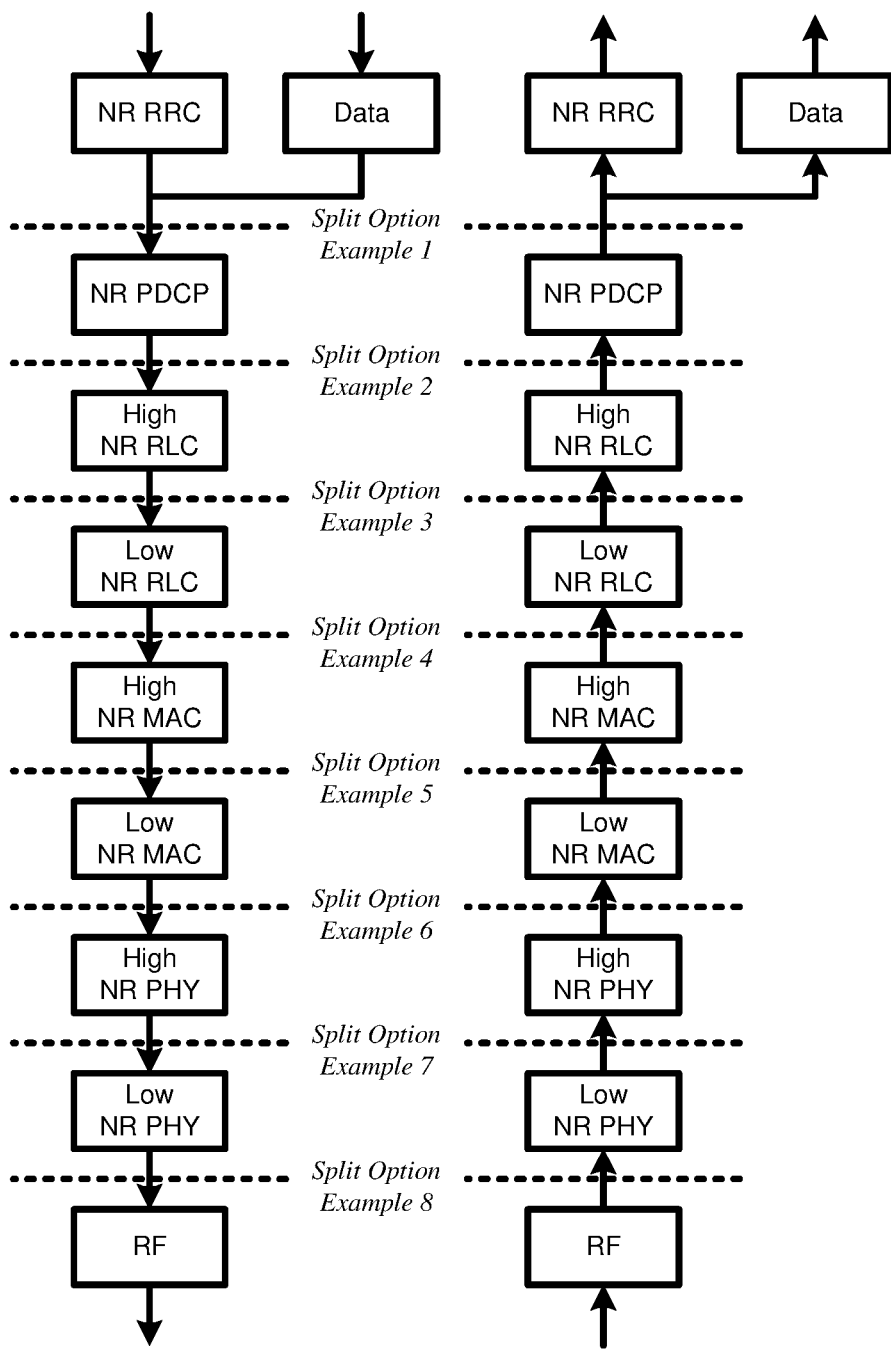 NR RRC
Data
NR RRC
Data
Split Option
Example 1
NR PDCP
NR PDCP
Split Option
Example 2
High
NR RLC
High
NR RLC
Split Option
Example 3
Low
NR RLC
Low
NR RLC
Split Option
Example 4
High
NR MAC
High
NR MAC
Split Option
Example 5
Low
NR MAC
Low
NR MAC
Split Option
Example 6
High
NR PHY
High
NR PHY
Split Option
Example 7
Low
NR PHY
Low
NR PHY
Split Option
Example 8
RF
RF